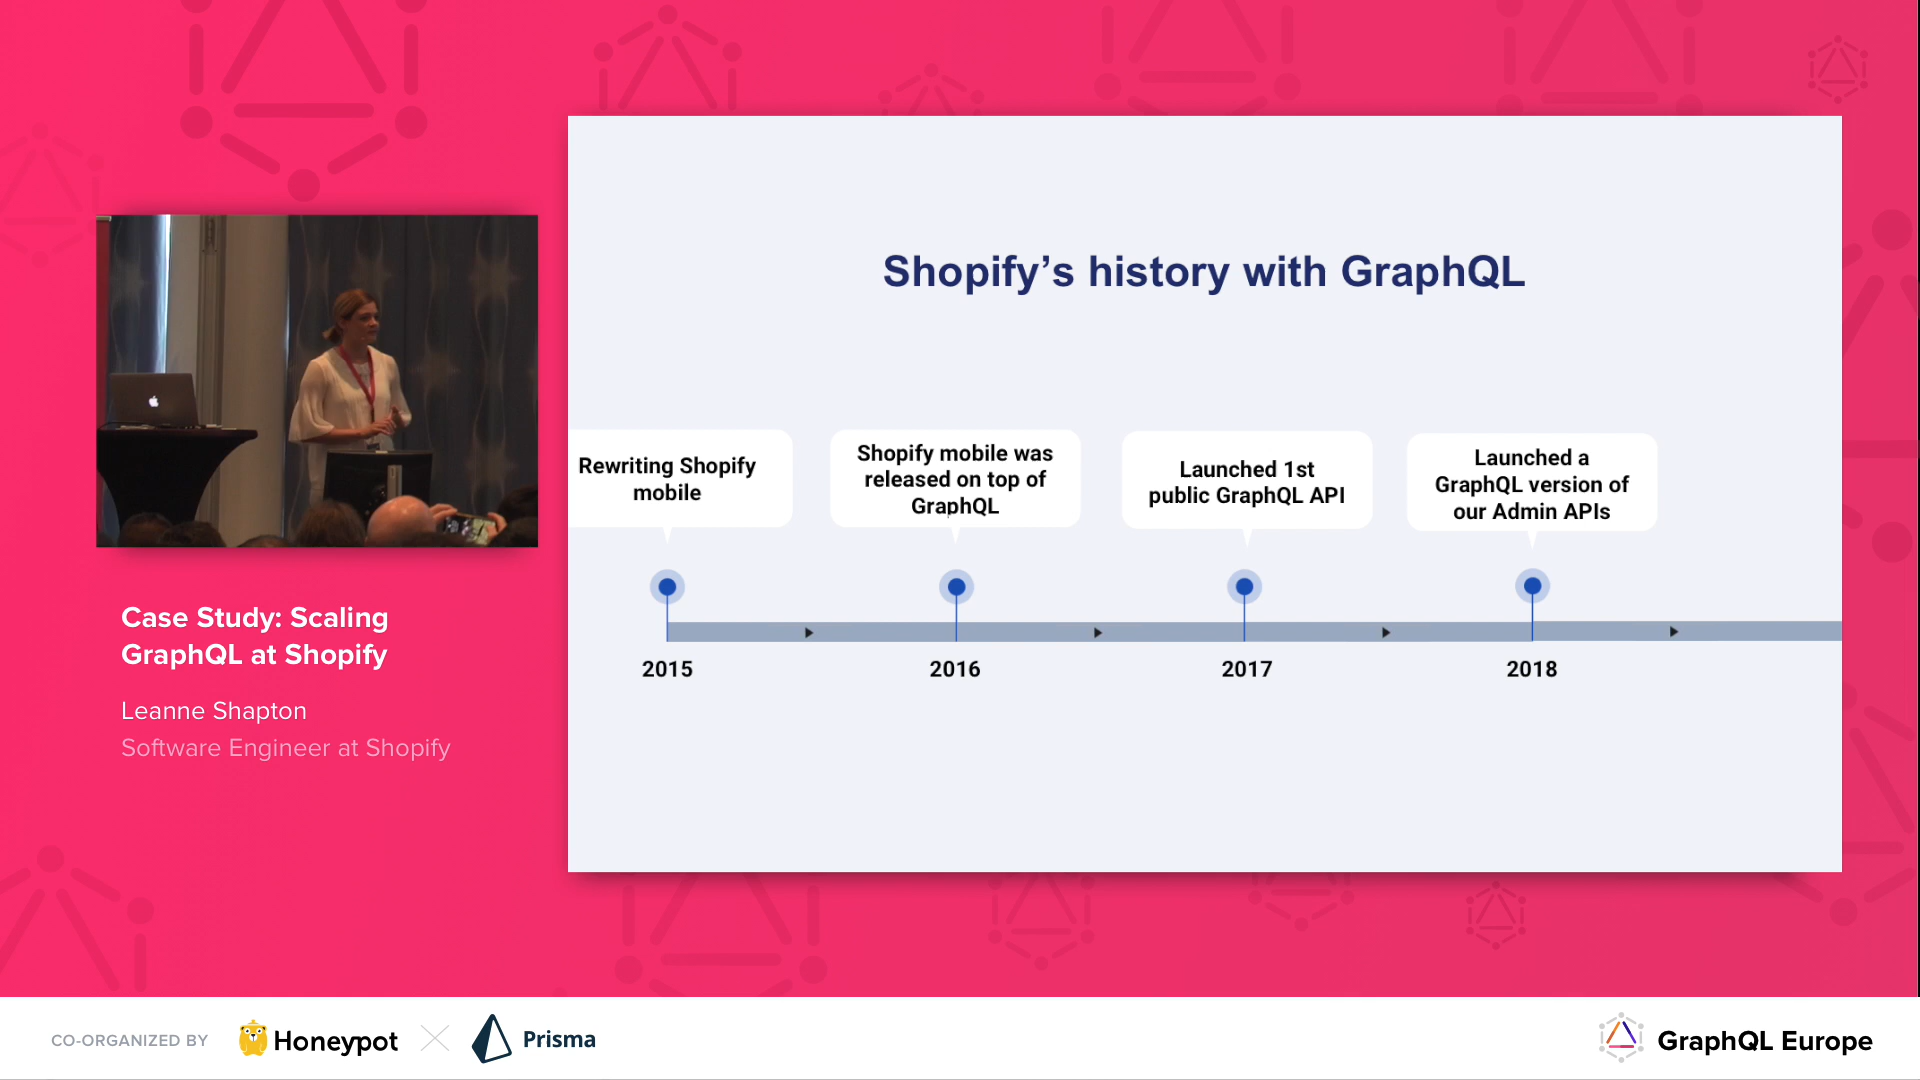 Shopify’s history with GraphQL
Rewriting Shopify
mobile
Shopify mobile was
released on top of
GraphQL
Launched 1st
public GraphQL API
Launched a
GraphQL version of
our Admin APIs
2015
2016
2017
2018
Case Study: Scaling
GraphQL at Shopify
Leanne Shapton
Software Engineer at Shopify
CO-ORGANIZED BY
Honeypot
Prisma
GraphQL Europe